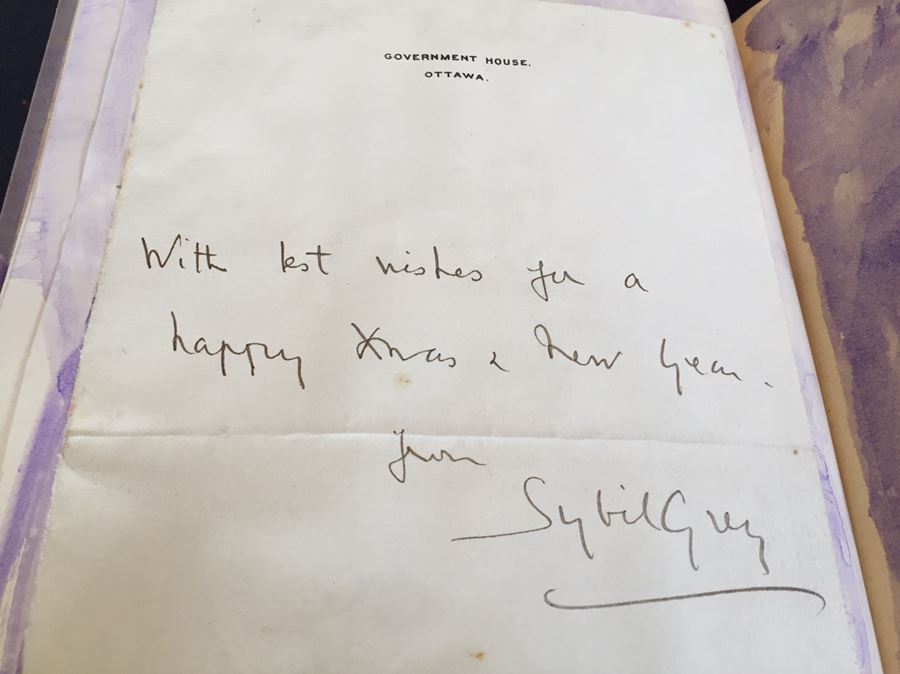 GOVERNMENT HOUSE,
OTTAWA.
With best wishes for a
happy Xmas & New Year.
from
Sybil Grey